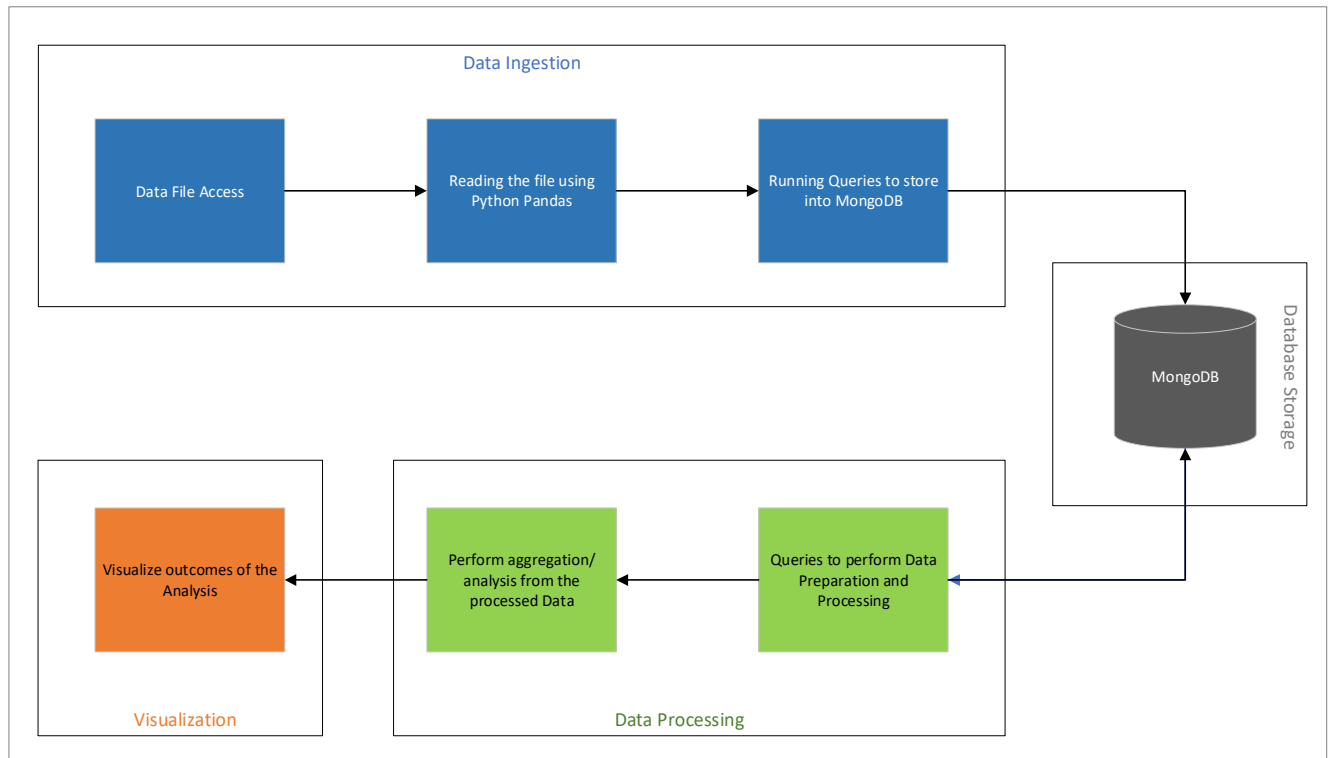 Data Ingestion
Data File Access
Reading the file using
Python Pandas
Running Queries to store
into MongoDB
Database Storage
MongoDB
Visualize outcomes of the
Analysis
Perform aggregation/
analysis from the
processed Data
Queries to perform Data
Preparation and
Processing
Visualization
Data Processing